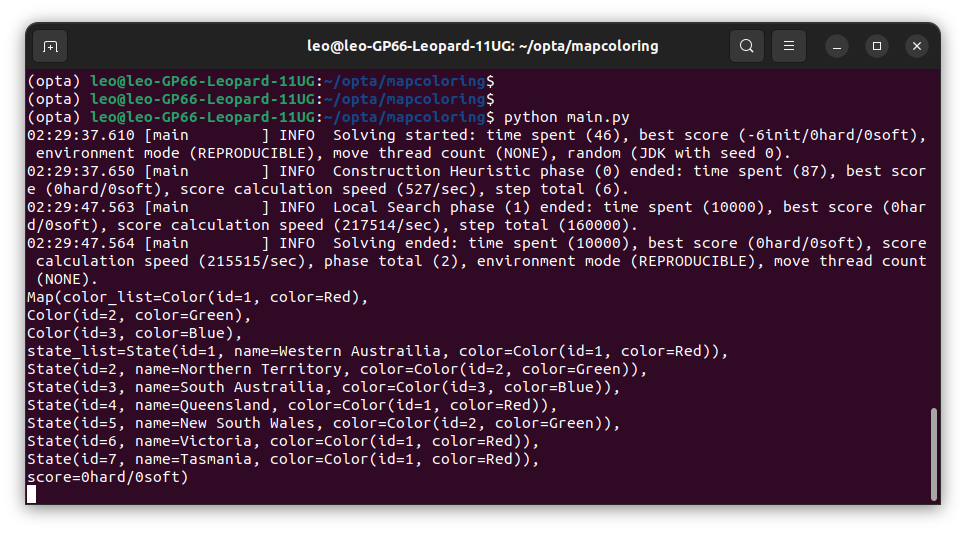 leo@leo-GP66-Leopard-11UG: ~/opta/mapcoloring
(opta) leo@leo-GP66-Leopard-11UG:~/opta/mapcoloring$
(opta) leo@leo-GP66-Leopard-11UG:~/opta/mapcoloring$
(opta) leo@leo-GP66-Leopard-11UG:~/opta/mapcoloring$ python main.py
02:29:37.610 [main        ] INFO  Solving started: time spent (46), best score (-6init/0hard/0soft),
 environment mode (REPRODUCIBLE), move thread count (NONE), random (JDK with seed 0).
02:29:37.650 [main        ] INFO  Construction Heuristic phase (0) ended: time spent (87), best scor
e (0hard/0soft), score calculation speed (527/sec), step total (6).
02:29:47.563 [main        ] INFO  Local Search phase (1) ended: time spent (10000), best score (0har
d/0soft), score calculation speed (217514/sec), step total (160000).
02:29:47.564 [main        ] INFO  Solving ended: time spent (10000), best score (0hard/0soft), score
 calculation speed (215515/sec), phase total (2), environment mode (REPRODUCIBLE), move thread count
 (NONE).
Map(color_list=Color(id=1, color=Red),
Color(id=2, color=Green),
Color(id=3, color=Blue),
state_list=State(id=1, name=Western Austrailia, color=Color(id=1, color=Red)),
State(id=2, name=Northern Territory, color=Color(id=2, color=Green)),
State(id=3, name=South Austrailia, color=Color(id=3, color=Blue)),
State(id=4, name=Queensland, color=Color(id=1, color=Red)),
State(id=5, name=New South Wales, color=Color(id=2, color=Green)),
State(id=6, name=Victoria, color=Color(id=1, color=Red)),
State(id=7, name=Tasmania, color=Color(id=1, color=Red)),
score=0hard/0soft)